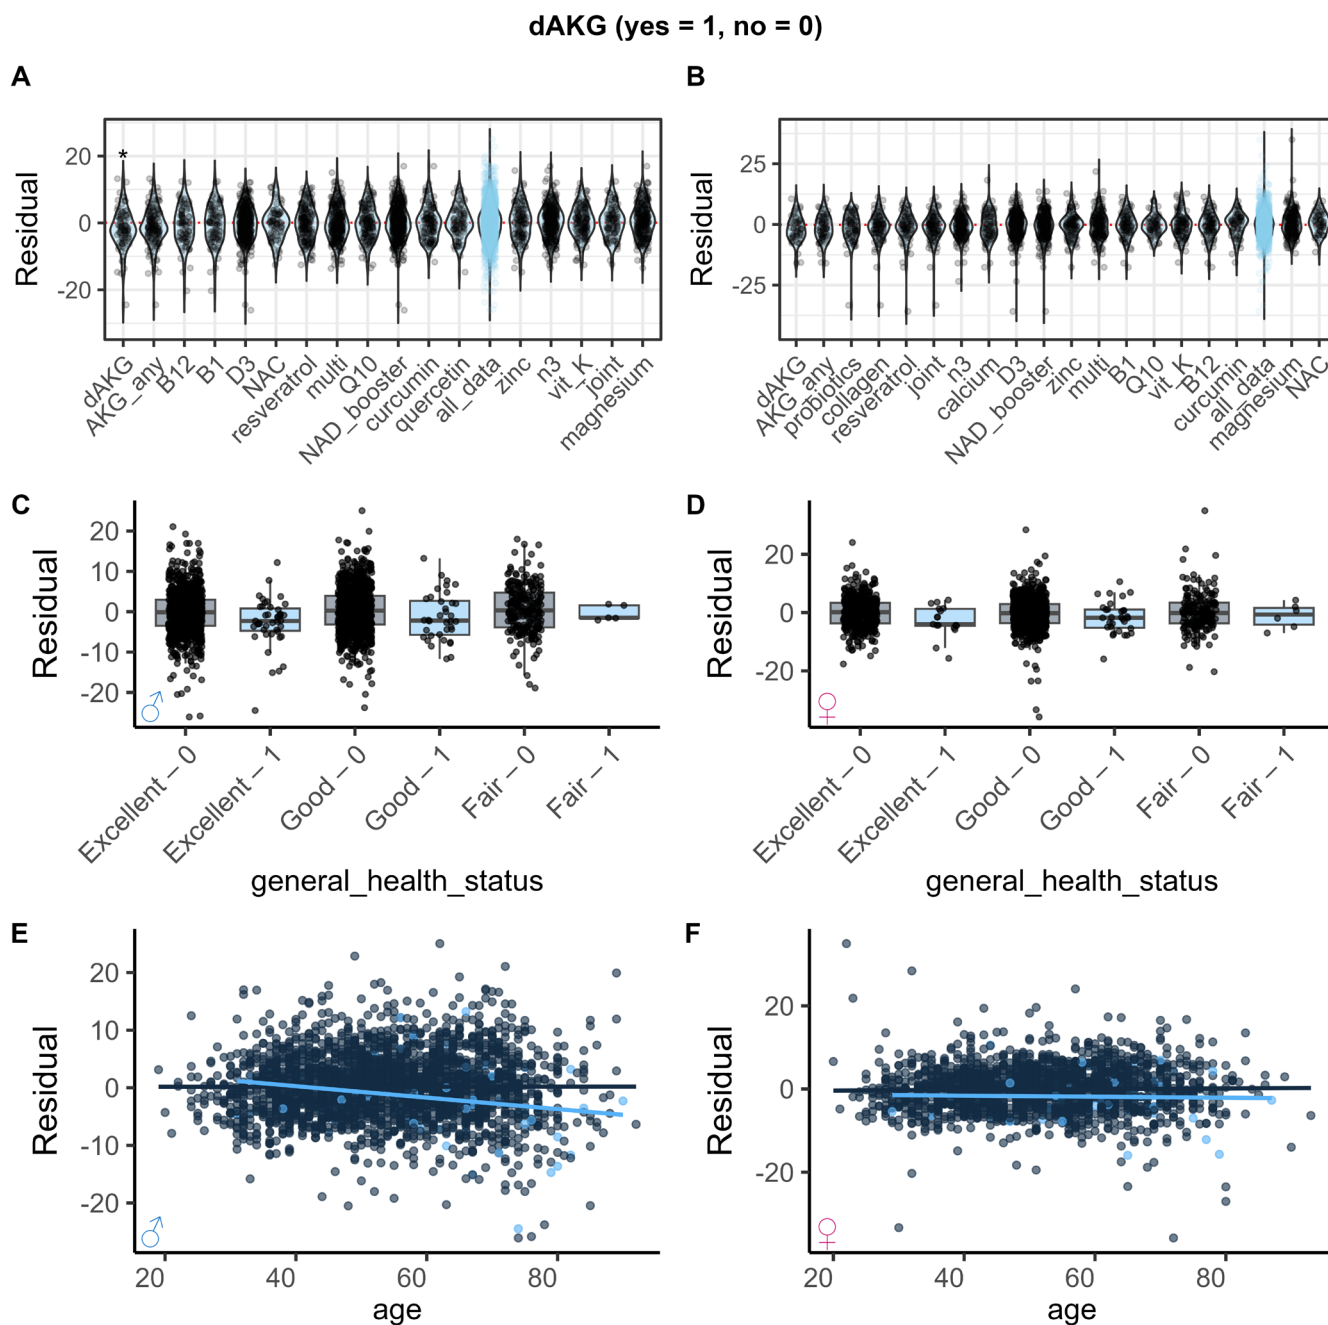 dAKG (yes = 1, no = 0)
A
Residual
20
0
-20
*
dAKG
AKG_any
B12
B1
D3
NAC
resveratrol
multi
Q10
NAD_booster
curcumin
quercetin
all_data
zinc
n3
vit_K
joint
magnesium
B
Residual
25
0
-25
dAKG
AKG_any
probiotics
collagen
resveratrol
joint
n3
calcium
D3
NAD_booster
zinc
multi
B1
Q10
vit_K
B12
curcumin
all_data
magnesium
NAC
C
Residual
20
10
0
-10
-20
♂
Excellent – 0
Excellent – 1
Good – 0
Good – 1
Fair – 0
Fair – 1
general_health_status
D
Residual
20
0
-20
♀
Excellent – 0
Excellent – 1
Good – 0
Good – 1
Fair – 0
Fair – 1
general_health_status
E
Residual
20
10
0
-10
-20
♂
20 40 60 80
age
F
Residual
20
0
-20
♀
20 40 60 80
age